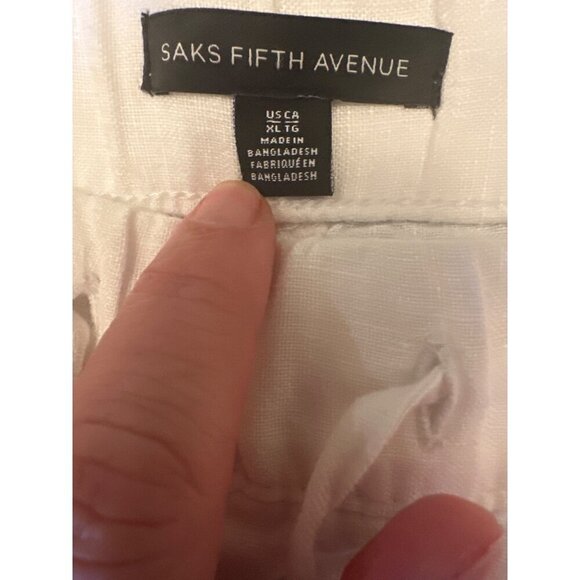 SAKS FIFTH AVENUE
US CA
XL TG
MADE IN
BANGLADESH
FABRIQUÉ EN
BANGLADESH